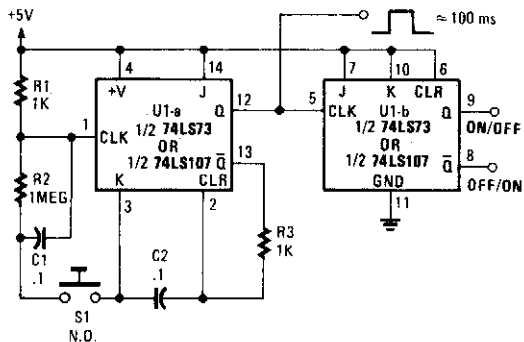 +5V
≈ 100 ms
R1
1K
4
14
+V
J
7
10
6
J
K
CLR
1
CLK
U1-a
1/2 74LS73
OR
1/2 74LS107
Q
12
5
CLK
U1-b
1/2 74LS73
OR
1/2 74LS107
Q
9
ON/OFF
Q̅
8
OFF/ON
GND
11
Q̅
13
K
CLR
3
2
R2
1MEG
C1
.1
C2
.1
R3
1K
S1
N.O.